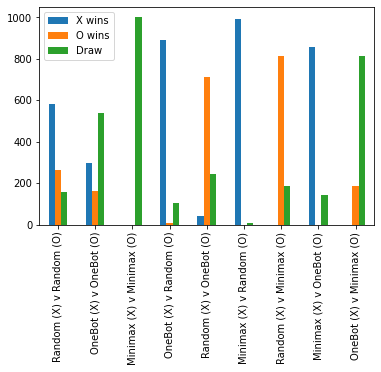 X wins
O wins
Draw
1000
800
600
400
200
0
Random (X) v Random (O)
OneBot (X) v OneBot (O)
Minimax (X) v Minimax (O)
OneBot (X) v Random (O)
Random (X) v OneBot (O)
Minimax (X) v Random (O)
Random (X) v Minimax (O)
Minimax (X) v OneBot (O)
OneBot (X) v Minimax (O)